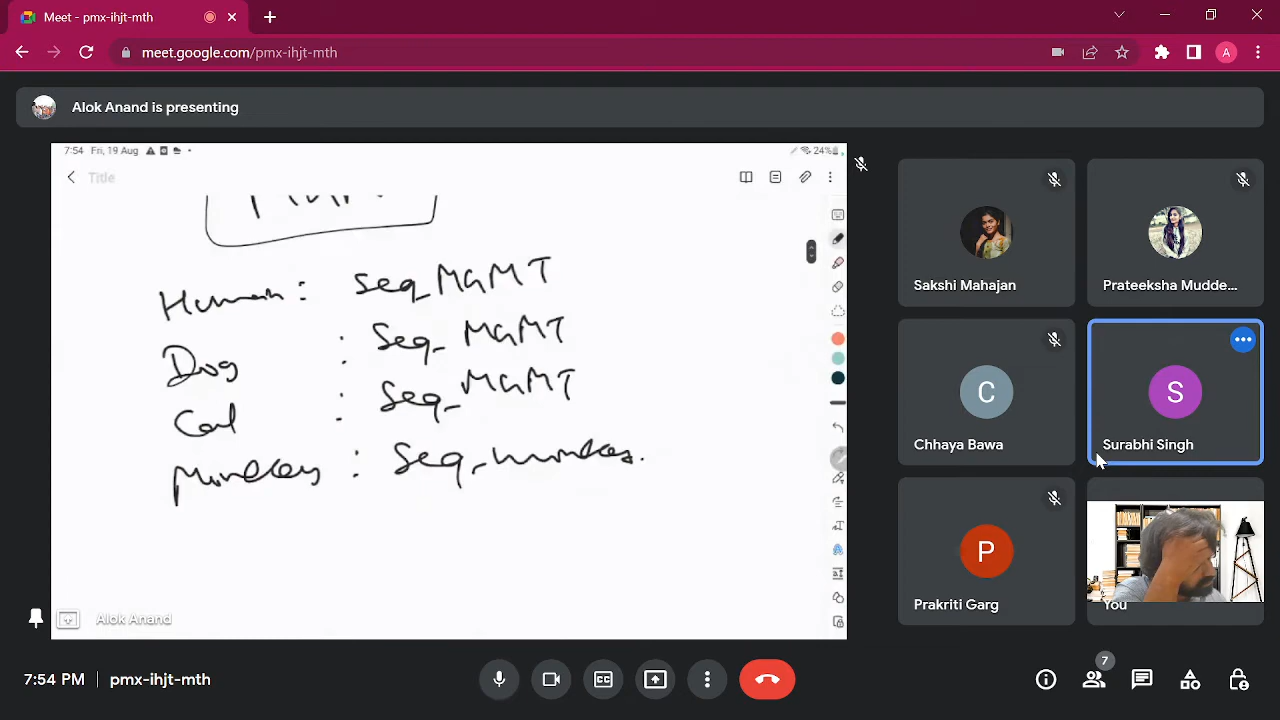 Meet - pmx-ihjt-mth
meet.google.com/pmx-ihjt-mth
A
Alok Anand is presenting
7:54 Fri, 19 Aug
24%
Title
Human : Seq_MGMT
Dog : Seq_MGMT
Cat : Seq_MGMT
Monkey : Seq_monkey.
Alok Anand
Sakshi Mahajan
Prateeksha Mudde...
C
Chhaya Bawa
S
Surabhi Singh
P
Prakriti Garg
You
7:54 PM | pmx-ihjt-mth
7